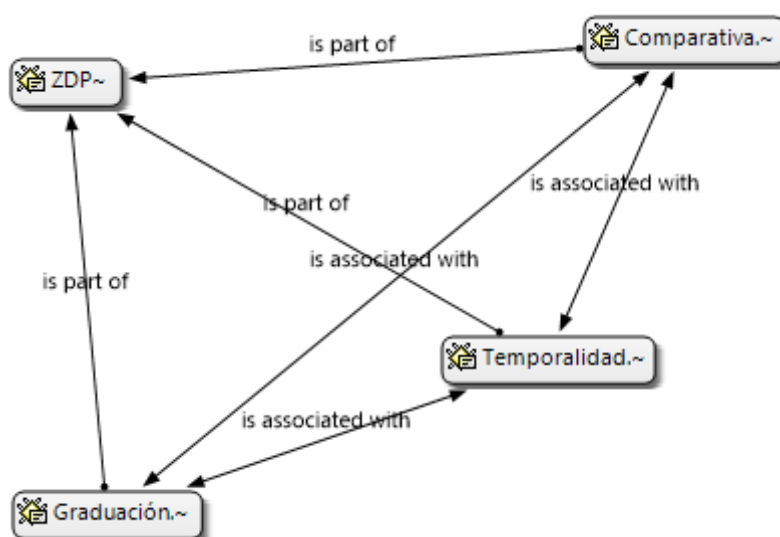 is part of
Comparativa.~
ZDP~
is associated with
is part of
is associated with
is part of
Temporalidad.~
is associated with
Graduación.~